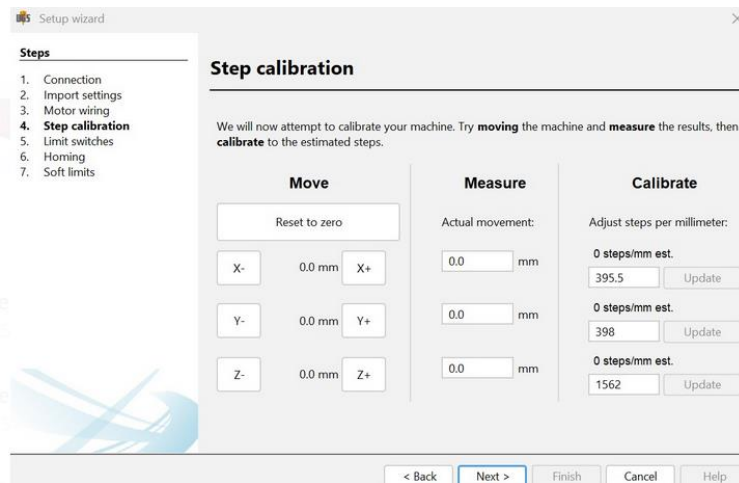 Setup wizard
Steps
1. Connection
2. Import settings
3. Motor wiring
4. Step calibration
5. Limit switches
6. Homing
7. Soft limits
Step calibration
We will now attempt to calibrate your machine. Try moving the machine and measure the results, then
calibrate to the estimated steps.
Move
Reset to zero
X- 0.0 mm X+
Y- 0.0 mm Y+
Z- 0.0 mm Z+
Measure
Actual movement:
0.0 mm
0.0 mm
0.0 mm
Calibrate
Adjust steps per millimeter:
0 steps/mm est.
395.5 Update
0 steps/mm est.
398 Update
0 steps/mm est.
1562 Update
< Back Next > Finish Cancel Help